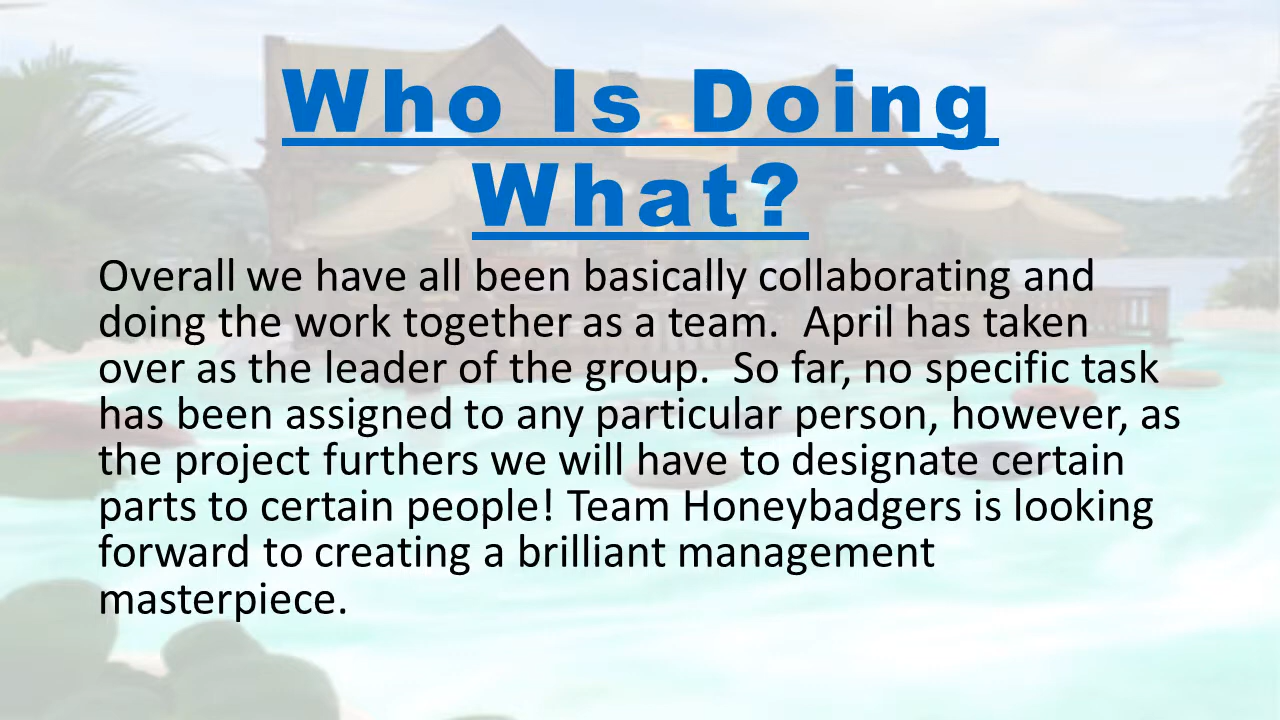 Who Is Doing
What?
Overall we have all been basically collaborating and
doing the work together as a team.  April has taken
over as the leader of the group.  So far, no specific task
has been assigned to any particular person, however, as
the project furthers we will have to designate certain
parts to certain people! Team Honeybadgers is looking
forward to creating a brilliant management
masterpiece.